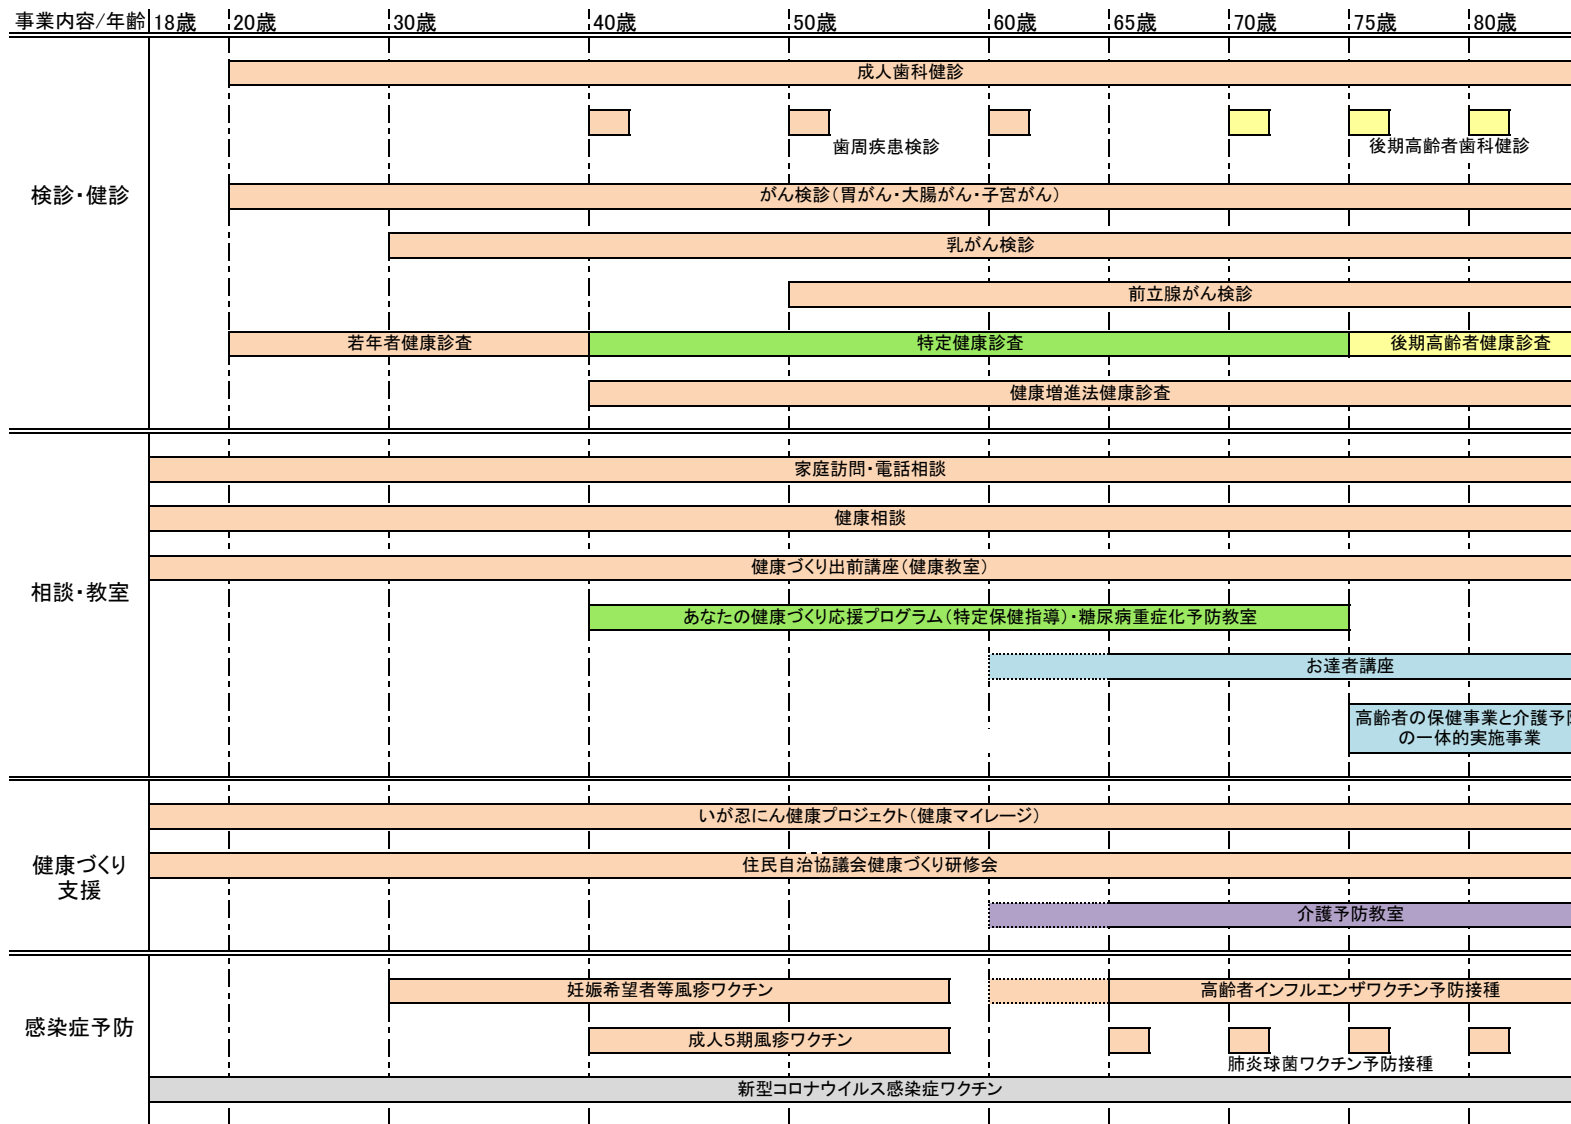 事業内容/年齢 18歳 20歳 30歳 40歳 50歳 60歳 65歳 70歳 75歳 80歳
検診・健診
成人歯科健診
歯周疾患検診
後期高齢者歯科健診
がん検診（胃がん・大腸がん・子宮がん）
乳がん検診
前立腺がん検診
若年者健康診査 特定健康診査 後期高齢者健康診査
健康増進法健康診査
相談・教室
家庭訪問・電話相談
健康相談
健康づくり出前講座（健康教室）
あなたの健康づくり応援プログラム（特定保健指導）・糖尿病重症化予防教室
お達者講座
高齢者の保健事業と介護予
の一体的実施事業
健康づくり
支援
いが忍にん健康プロジェクト（健康マイレージ）
住民自治協議会健康づくり研修会
介護予防教室
感染症予防
妊娠希望者等風疹ワクチン 高齢者インフルエンザワクチン予防接種
成人５期風疹ワクチン
肺炎球菌ワクチン予防接種
新型コロナウイルス感染症ワクチン